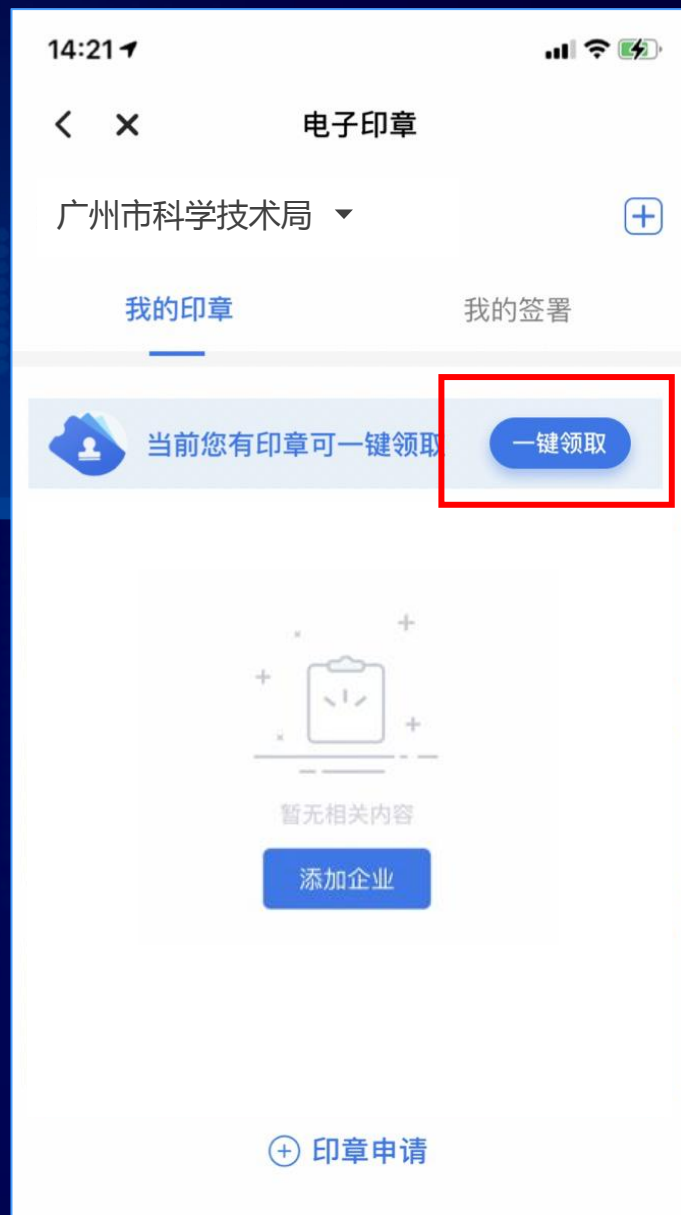 14:21
电子印章
广州市科学技术局
我的印章 我的签署
当前您有印章可一键领取 一键领取
暂无相关内容
添加企业
印章申请